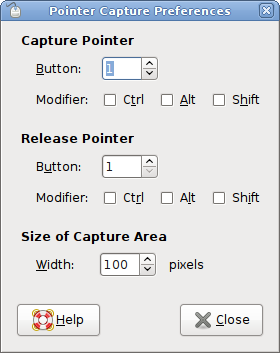 Pointer Capture Preferences
Capture Pointer
Button: 1
Modifier: Ctrl Alt Shift
Release Pointer
Button: 1
Modifier: Ctrl Alt Shift
Size of Capture Area
Width: 100 pixels
Help Close